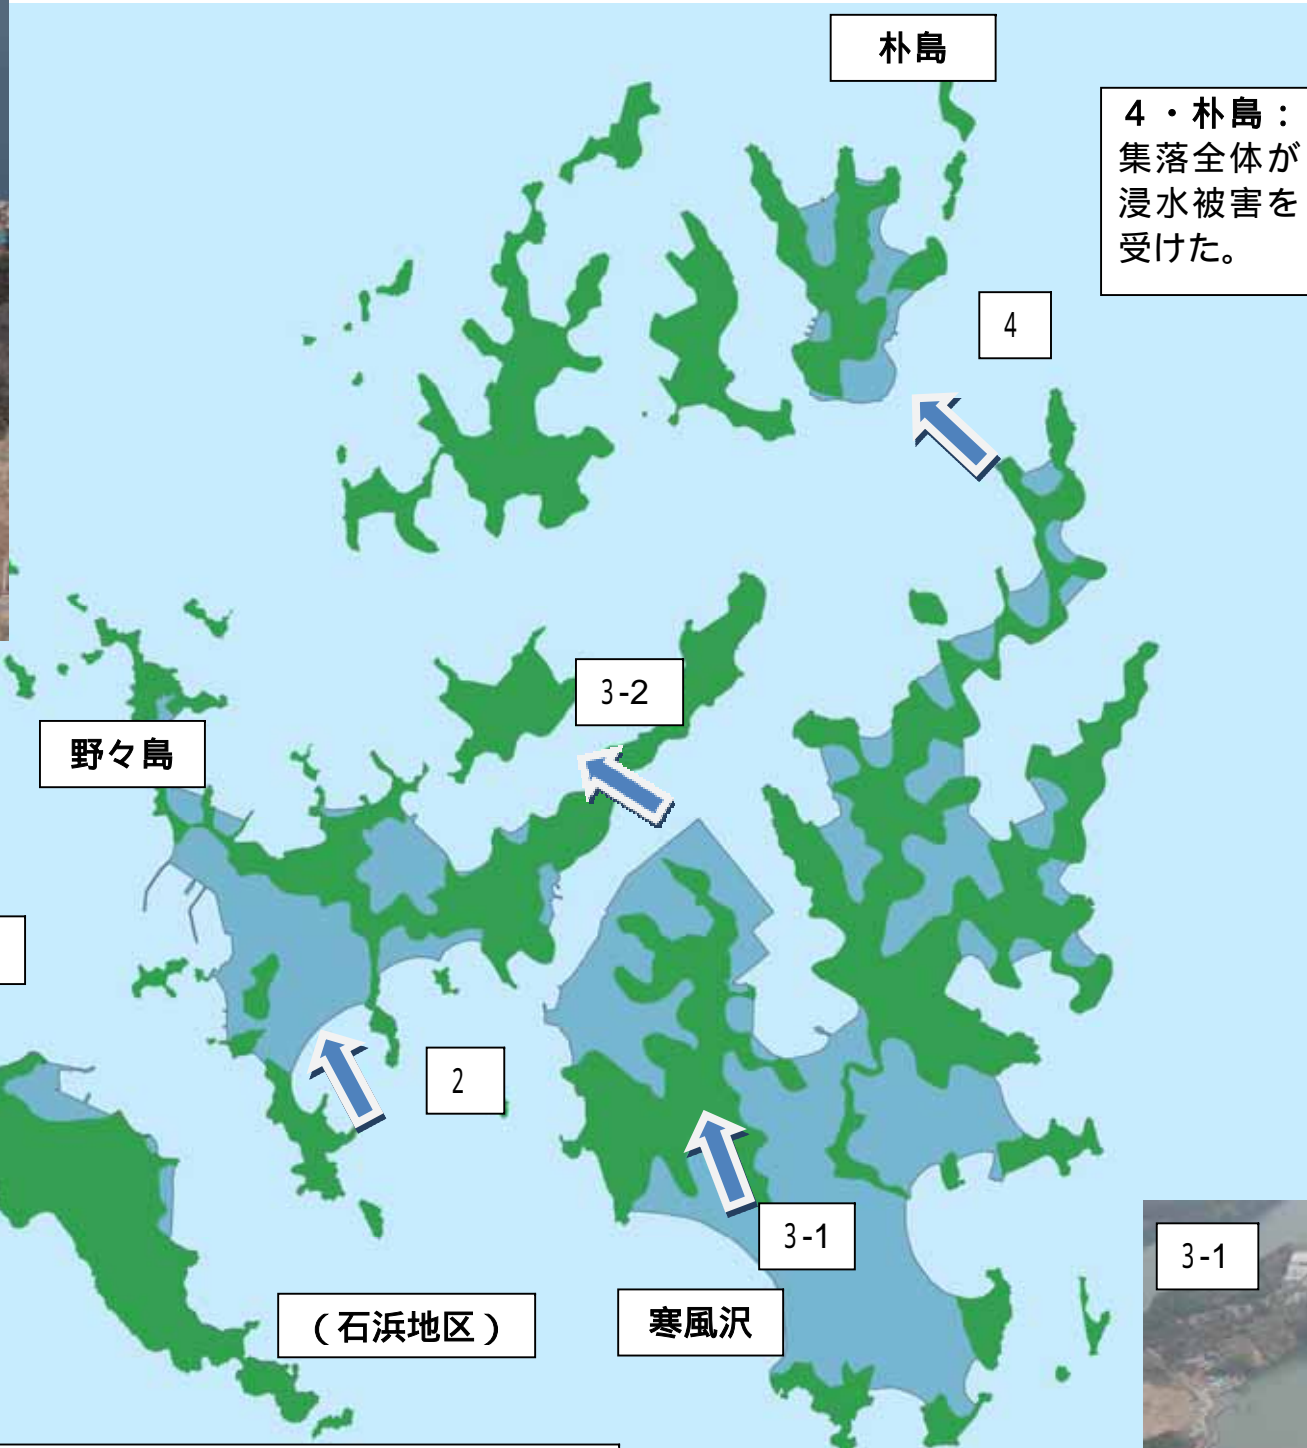 朴島
4・朴島：
集落全体が
浸水被害を
受けた。
4
3-2
野々島
2
3-1
3-1
（石浜地区）
寒風沢